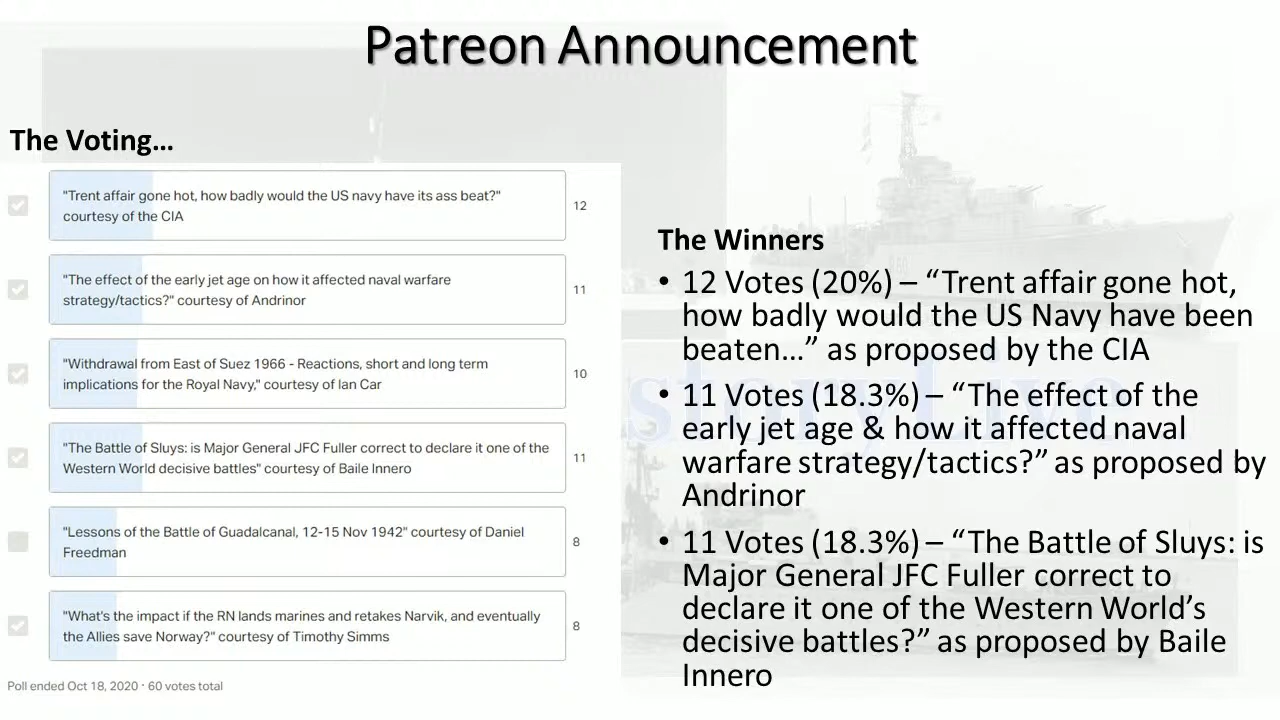 Patreon Announcement
The Voting...
"Trent affair gone hot, how badly would the US navy have its ass beat?"
courtesy of the CIA
12
"The effect of the early jet age on how it affected naval warfare
strategy/tactics?" courtesy of Andrinor
11
"Withdrawal from East of Suez 1966 - Reactions, short and long term
implications for the Royal Navy," courtesy of Ian Car
10
"The Battle of Sluys: is Major General JFC Fuller correct to declare it one of the
Western World decisive battles" courtesy of Baile Innero
11
"Lessons of the Battle of Guadalcanal, 12-15 Nov 1942" courtesy of Daniel
Freedman
8
"What's the impact if the RN lands marines and retakes Narvik, and eventually
the Allies save Norway?" courtesy of Timothy Simms
8
Poll ended Oct 18, 2020 · 60 votes total
The Winners
• 12 Votes (20%) – “Trent affair gone hot,
how badly would the US Navy have been
beaten...” as proposed by the CIA
• 11 Votes (18.3%) – “The effect of the
early jet age & how it affected naval
warfare strategy/tactics?” as proposed by
Andrinor
• 11 Votes (18.3%) – “The Battle of Sluys: is
Major General JFC Fuller correct to
declare it one of the Western World’s
decisive battles?” as proposed by Baile
Innero